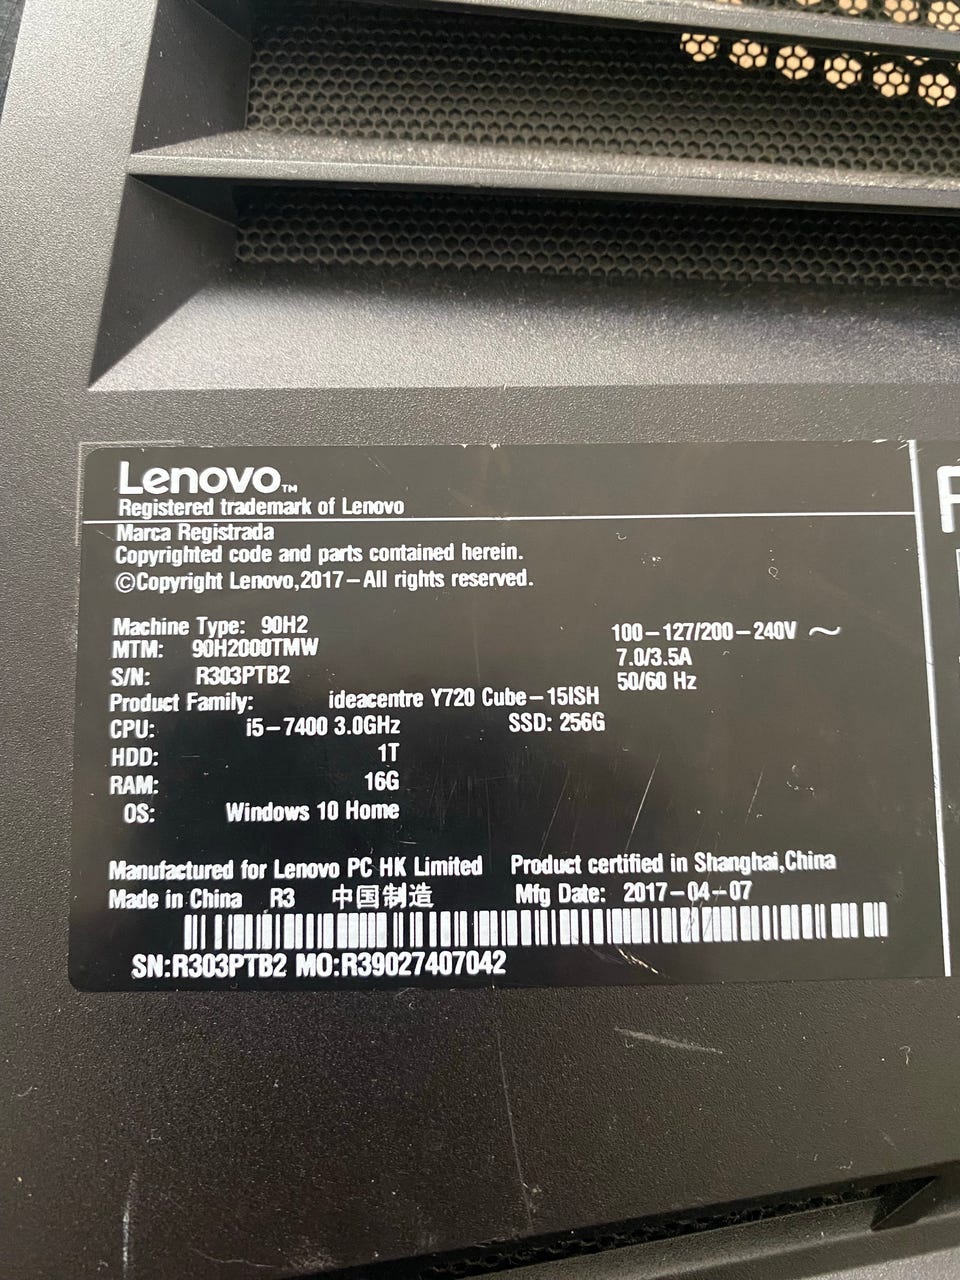 Lenovo™
Registered trademark of Lenovo
Marca Registrada
Copyrighted code and parts contained herein.
©Copyright Lenovo,2017–All rights reserved.
Machine Type: 90H2
100–127/200–240V ~
MTM: 90H2000TMW
7.0/3.5A
S/N: R303PTB2
50/60 Hz
Product Family: ideacentre Y720 Cube–15ISH
CPU: i5–7400 3.0GHz SSD: 256G
HDD: 1T
RAM: 16G
OS: Windows 10 Home
Manufactured for Lenovo PC HK Limited Product certified in Shanghai,China
Made in China R3 中国制造 Mfg Date: 2017–04–07
SN:R303PTB2 MO:R39027407042